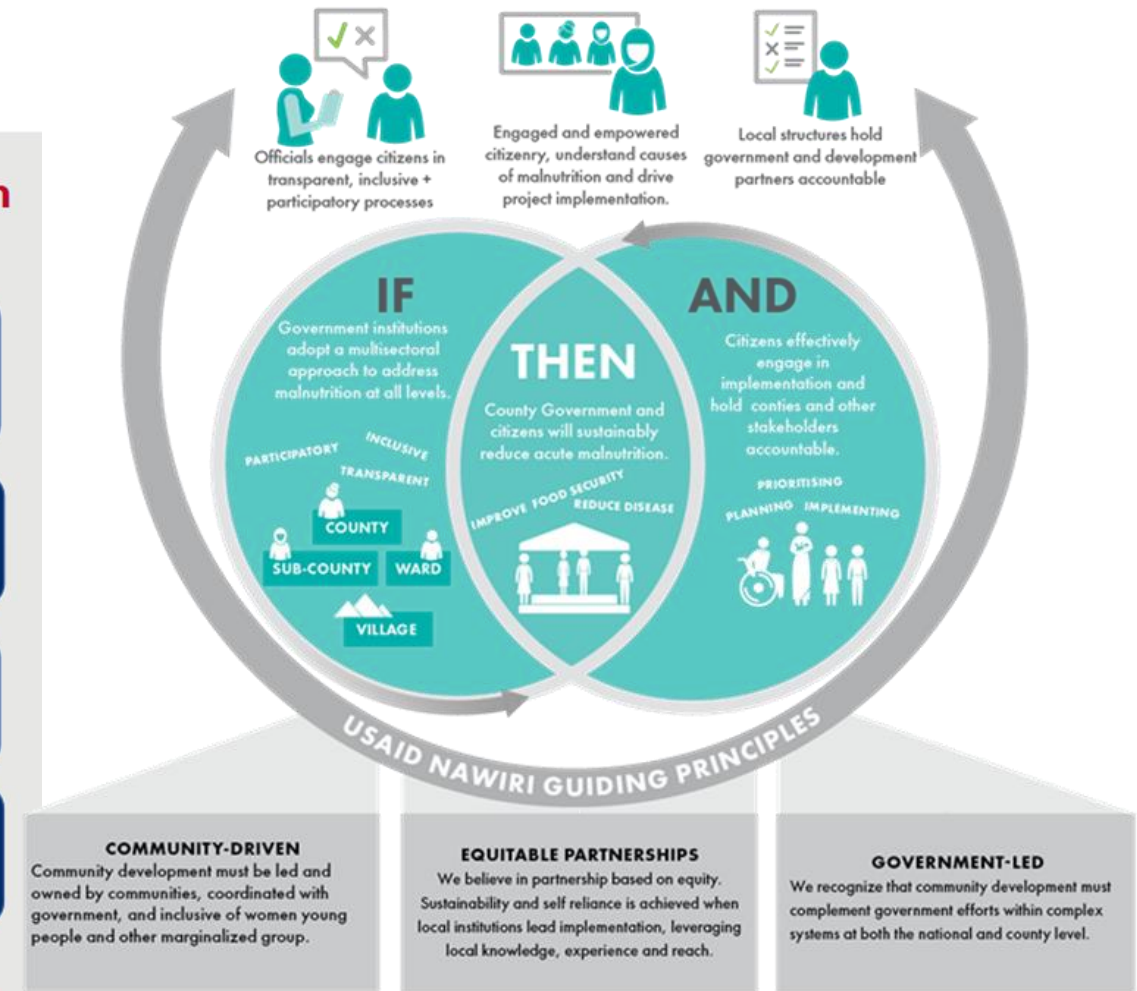 n
Officials engage citizens in
transparent, inclusive +
participatory processes
Engaged and empowered
citizenry, understand causes
of malnutrition and drive
project implementation.
Local structures hold
government and development
partners accountable
IF
Government institutions
adopt a multisectoral
approach to address
malnutrition at all levels.
PARTICIPATORY
INCLUSIVE
TRANSPARENT
COUNTY
SUB-COUNTY
WARD
VILLAGE
THEN
County Government and
citizens will sustainably
reduce acute malnutrition.
IMPROVE FOOD SECURITY
REDUCE DISEASE
AND
Citizens effectively
engage in
implementation and
hold conties and other
stakeholders
accountable.
PRIORITISING
PLANNING
IMPLEMENTING
USAID NAWIRI GUIDING PRINCIPLES
COMMUNITY-DRIVEN
Community development must be led and
owned by communities, coordinated with
government, and inclusive of women young
people and other marginalized group.
EQUITABLE PARTNERSHIPS
We believe in partnership based on equity.
Sustainability and self reliance is achieved when
local institutions lead implementation, leveraging
local knowledge, experience and reach.
GOVERNMENT-LED
We recognize that community development must
complement government efforts within complex
systems at both the national and county level.